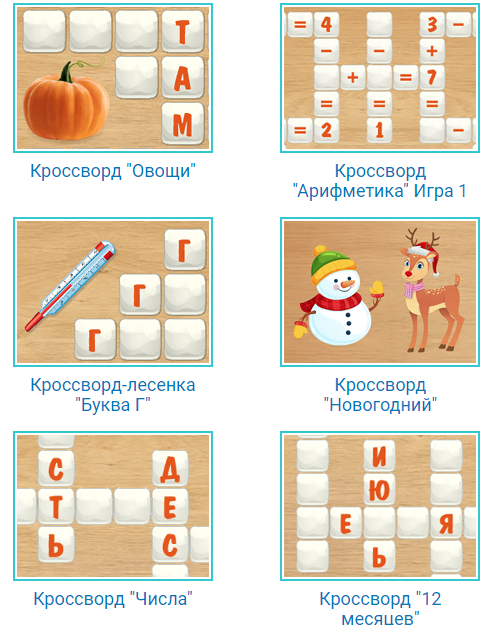 Т
А
М
Кроссворд "Овощи"
= 4 3 -
- - +
+ = 7
= = =
= 2 1 -
Кроссворд
"Арифметика" Игра 1
Г
Г
Г
Кроссворд-лесенка
"Буква Г"
Кроссворд
"Новогодний"
С Д
Т Е
Ь С
Кроссворд "Числа"
И
Ю
Е Я
Ь
Кроссворд "12
месяцев"